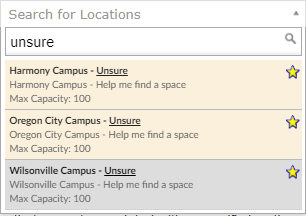 Search for Locations
unsure
Harmony Campus - Unsure
Harmony Campus - Help me find a space
Max Capacity: 100
Oregon City Campus - Unsure
Oregon City Campus - Help me find a space
Max Capacity: 100
Wilsonville Campus - Unsure
Wilsonville Campus - Help me find a space
Max Capacity: 100